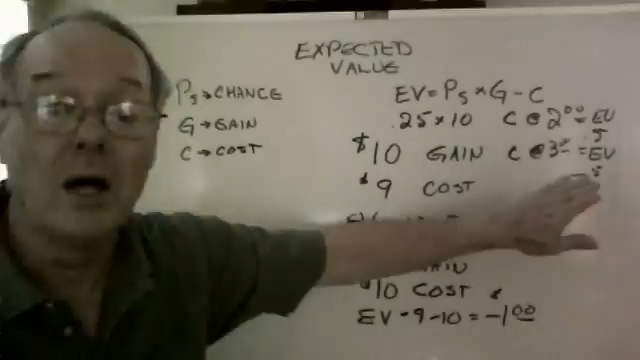 EXPECTED
VALUE
Ps→CHANCE
G→GAIN
C→COST
EV=Ps×G-C
.25×10 C@2⁰⁰=EV
.5
$10 GAIN C@3⁰⁰=EV
$9 COST
$10 COST
EV-9-10=-1⁰⁰